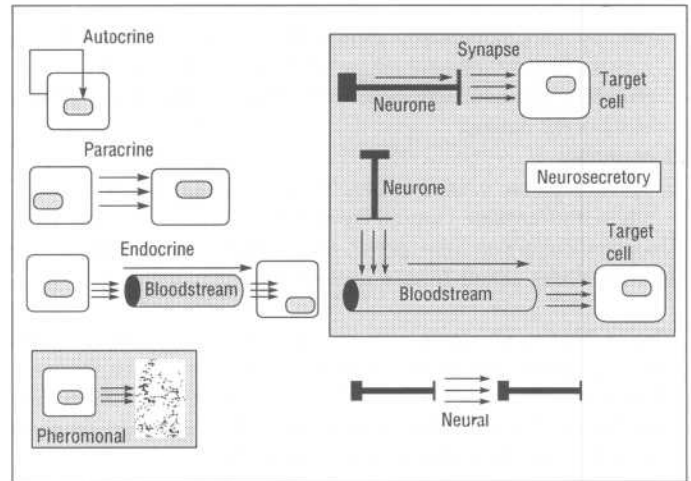 Autocrine
Paracrine
Endocrine
Bloodstream
Pheromonal
Synapse
Neurone
Target
cell
Neurone
Neurosecretory
Target
cell
Bloodstream
Neural